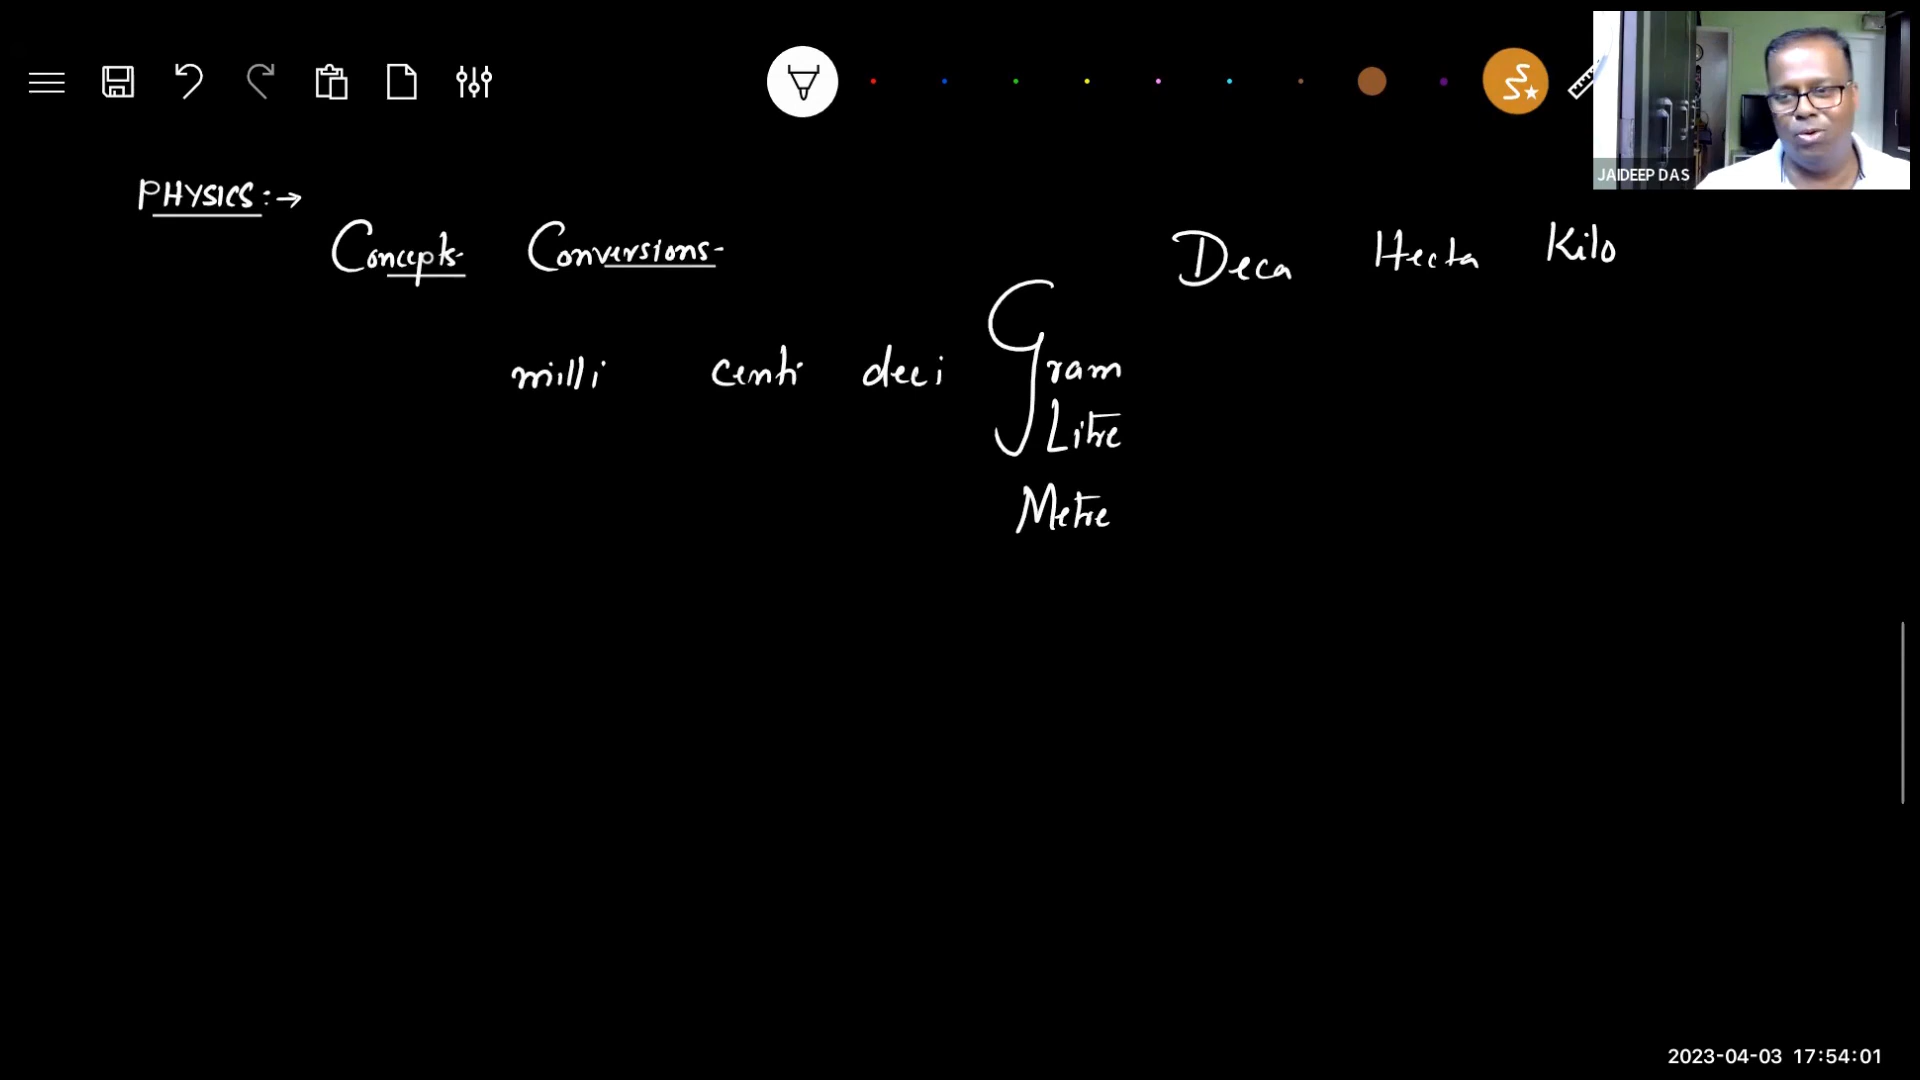 JAIDEEP DAS
PHYSICS:→
Concepts Conversions
Deca Hecta Kilo
milli centi deci Gram
Litre
Metre
2023-04-03 17:54:01